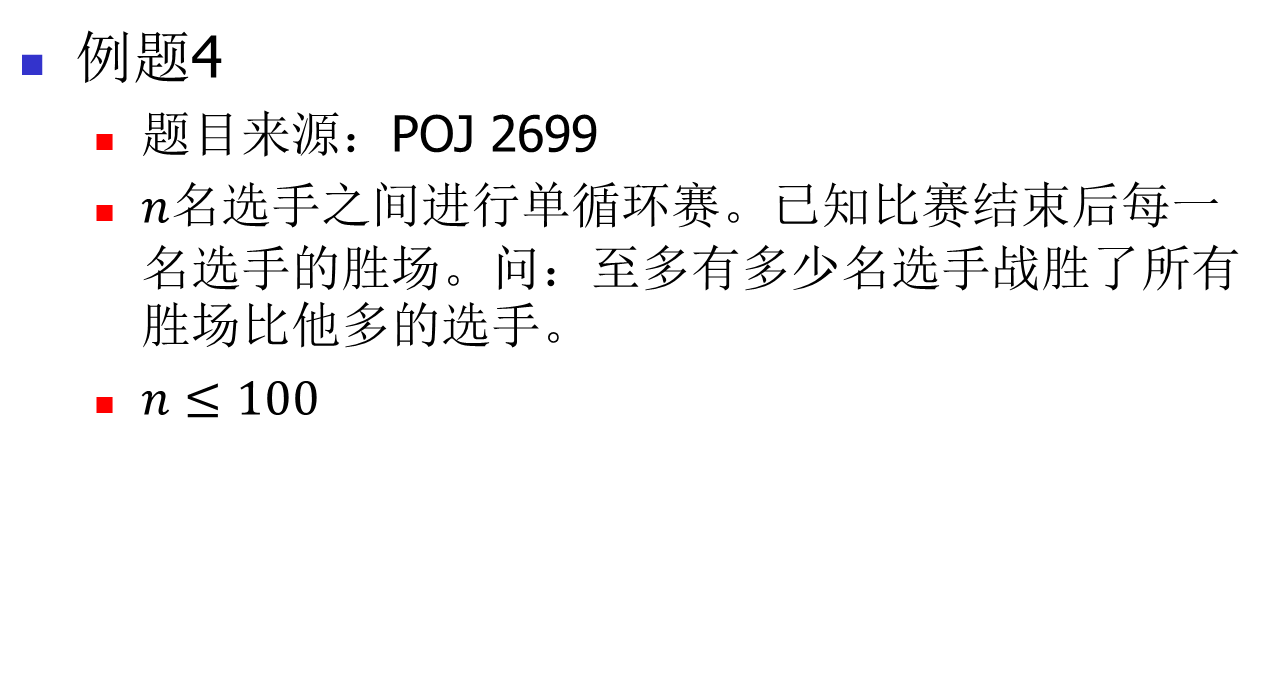 例题4
题目来源：POJ 2699
n名选手之间进行单循环赛。已知比赛结束后每一
名选手的胜场。问：至多有多少名选手战胜了所有
胜场比他多的选手。
n ≤ 100